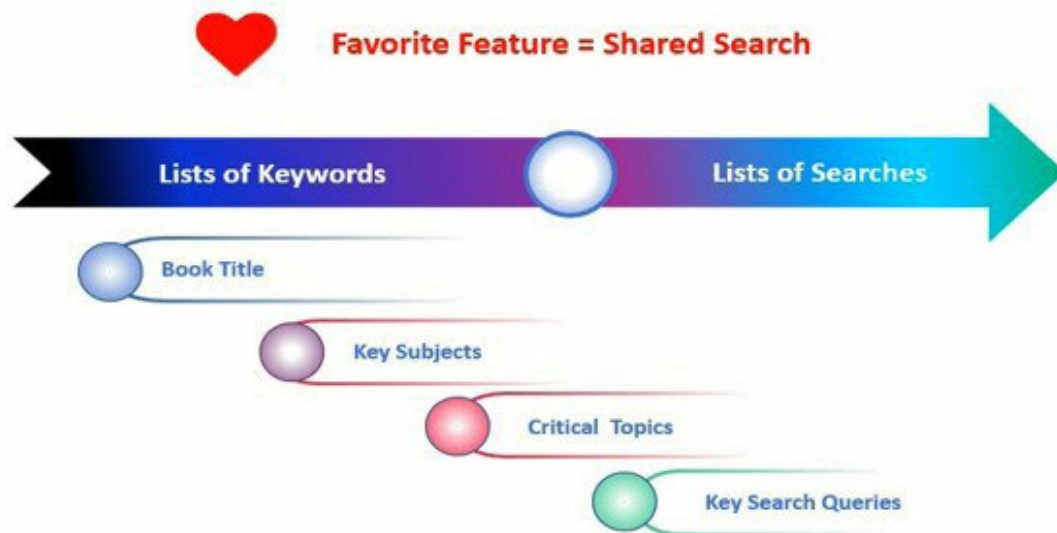 Favorite Feature = Shared Search
Lists of Keywords
Lists of Searches
Book Title
Key Subjects
Critical Topics
Key Search Queries